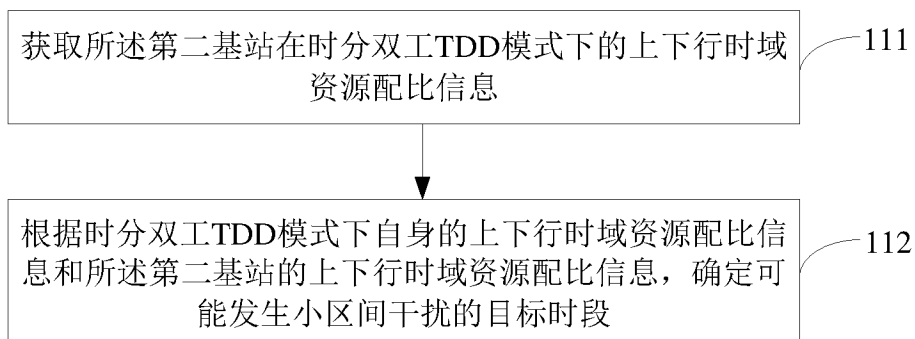 获取所述第二基站在时分双工TDD模式下的上下行时域
资源配比信息
111
根据时分双工TDD模式下自身的上下行时域资源配比信
息和所述第二基站的上下行时域资源配比信息，确定可
能发生小区间干扰的目标时段
112